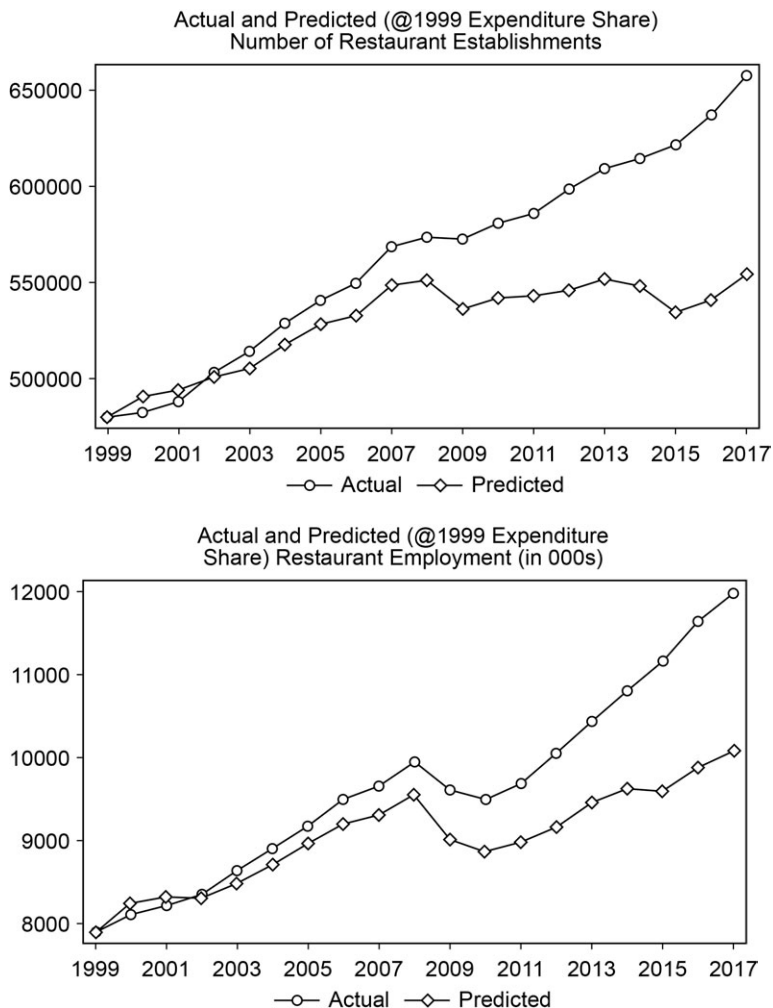 Actual and Predicted (@1999 Expenditure Share)
Number of Restaurant Establishments
650000
600000
550000
500000
1999 2001 2003 2005 2007 2009 2011 2013 2015 2017
Actual Predicted
Actual and Predicted (@1999 Expenditure
Share) Restaurant Employment (in 000s)
12000
11000
10000
9000
8000
1999 2001 2003 2005 2007 2009 2011 2013 2015 2017
Actual Predicted